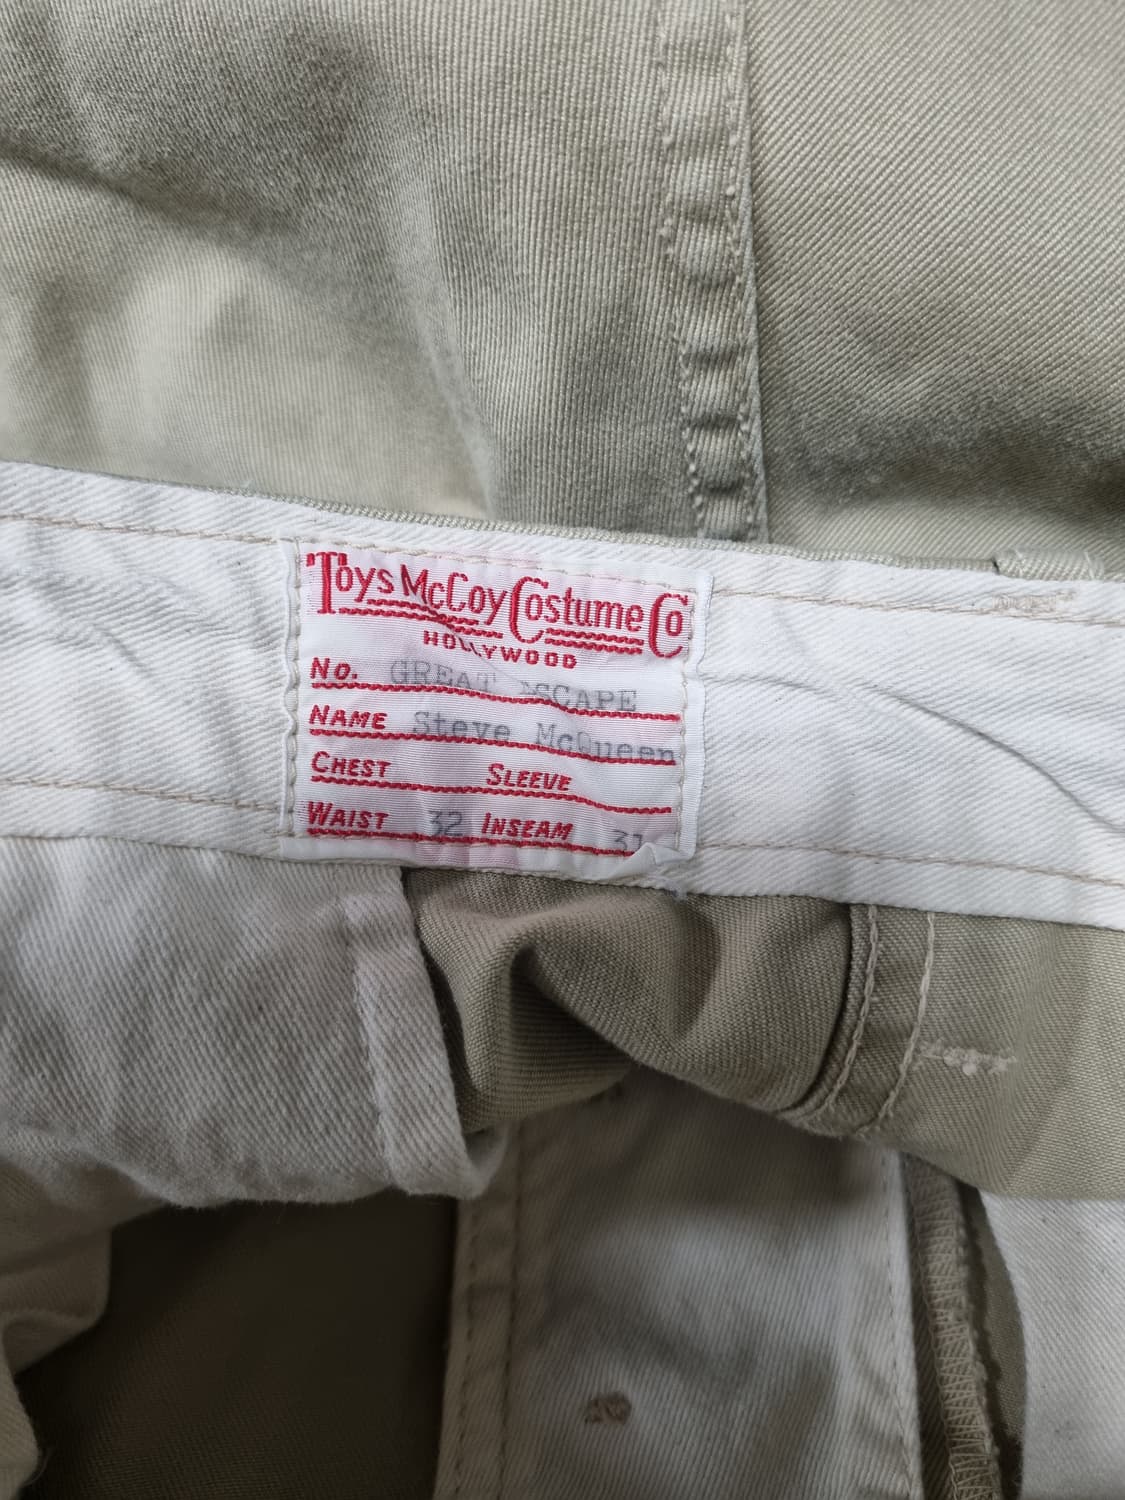 Toys McCoy Costume Co
HOLLYWOOD
No. GREAT ESCAPE
NAME Steve McQueen
CHEST SLEEVE
WAIST 32 INSEAM 31